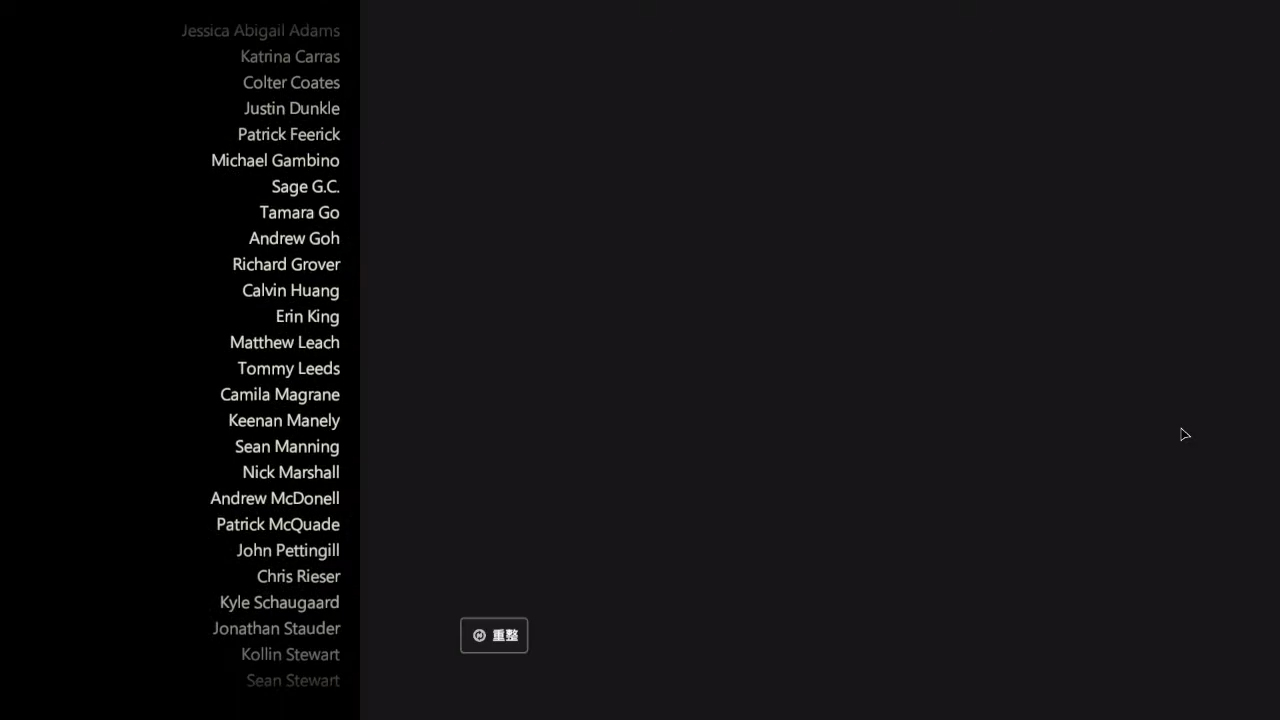 Jessica Abigail Adams
Katrina Carras
Colter Coates
Justin Dunkle
Patrick Feerick
Michael Gambino
Sage G.C.
Tamara Go
Andrew Goh
Richard Grover
Calvin Huang
Erin King
Matthew Leach
Tommy Leeds
Camila Magrane
Keenan Manely
Sean Manning
Nick Marshall
Andrew McDonell
Patrick McQuade
John Pettingill
Chris Rieser
Kyle Schaugaard
Jonathan Stauder
Kollin Stewart
Sean Stewart
重整